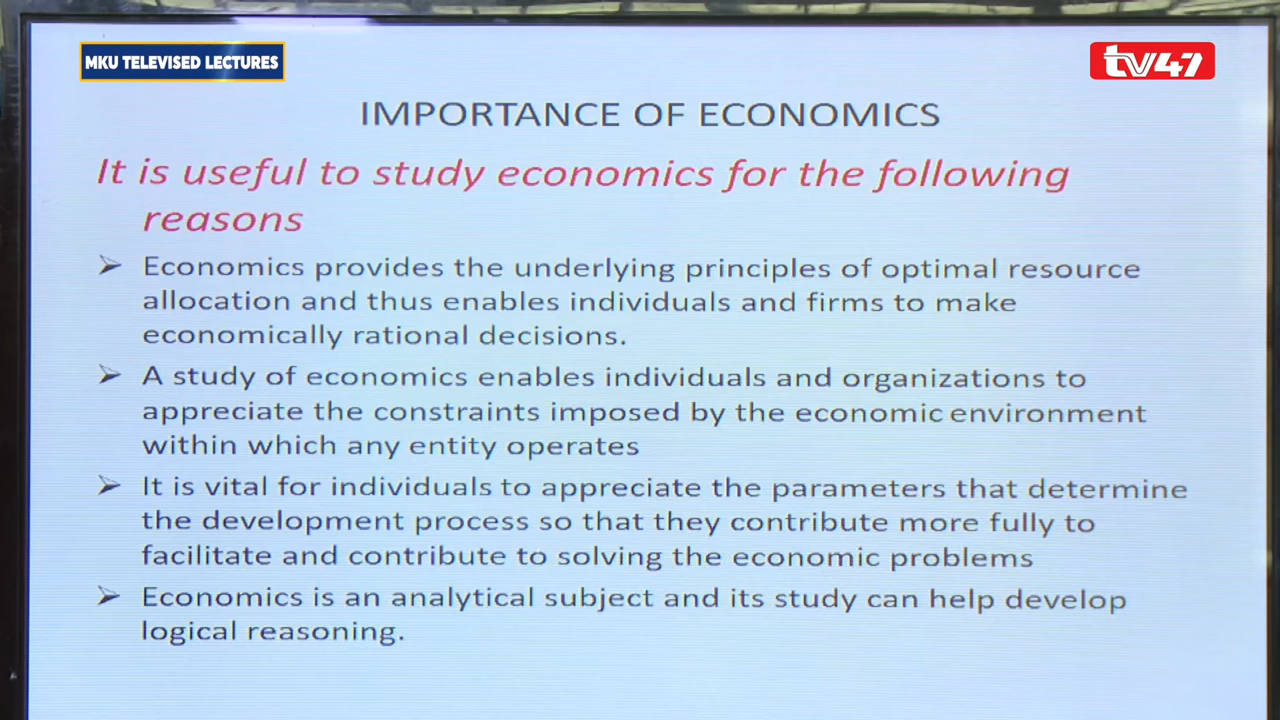 MKU TELEVISED LECTURES
tv47
IMPORTANCE OF ECONOMICS
It is useful to study economics for the following
reasons
➢ Economics provides the underlying principles of optimal resource
allocation and thus enables individuals and firms to make
economically rational decisions.
➢ A study of economics enables individuals and organizations to
appreciate the constraints imposed by the economic environment
within which any entity operates
➢ It is vital for individuals to appreciate the parameters that determine
the development process so that they contribute more fully to
facilitate and contribute to solving the economic problems
➢ Economics is an analytical subject and its study can help develop
logical reasoning.